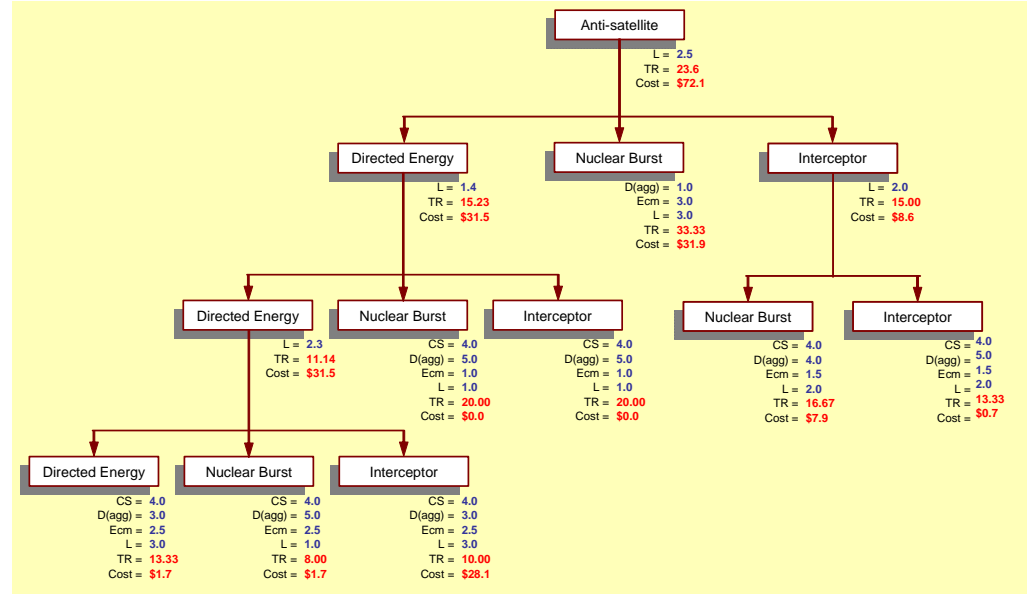 Anti-satellite
L = 2.5
TR = 23.6
Cost = $72.1
Directed Energy
L = 1.4
TR = 15.23
Cost = $31.5
Nuclear Burst
D(agg) = 1.0
Ecm = 3.0
L = 3.0
TR = 33.33
Cost = $31.9
Interceptor
L = 2.0
TR = 15.00
Cost = $8.6
Directed Energy
L = 2.3
TR = 11.14
Cost = $31.5
Nuclear Burst
CS = 4.0
D(agg) = 5.0
Ecm = 1.0
L = 1.0
TR = 20.00
Cost = $0.0
Interceptor
CS = 4.0
D(agg) = 5.0
Ecm = 1.0
L = 1.0
TR = 20.00
Cost = $0.0
Nuclear Burst
CS = 4.0
D(agg) = 4.0
Ecm = 1.5
L = 2.0
TR = 16.67
Cost = $7.9
Interceptor
CS = 4.0
D(agg) = 5.0
Ecm = 1.5
L = 2.0
TR = 13.33
Cost = $0.7
Directed Energy
CS = 4.0
D(agg) = 3.0
Ecm = 2.5
L = 3.0
TR = 13.33
Cost = $1.7
Nuclear Burst
CS = 4.0
D(agg) = 5.0
Ecm = 2.5
L = 1.0
TR = 8.00
Cost = $1.7
Interceptor
CS = 4.0
D(agg) = 3.0
Ecm = 2.5
L = 3.0
TR = 10.00
Cost = $28.1